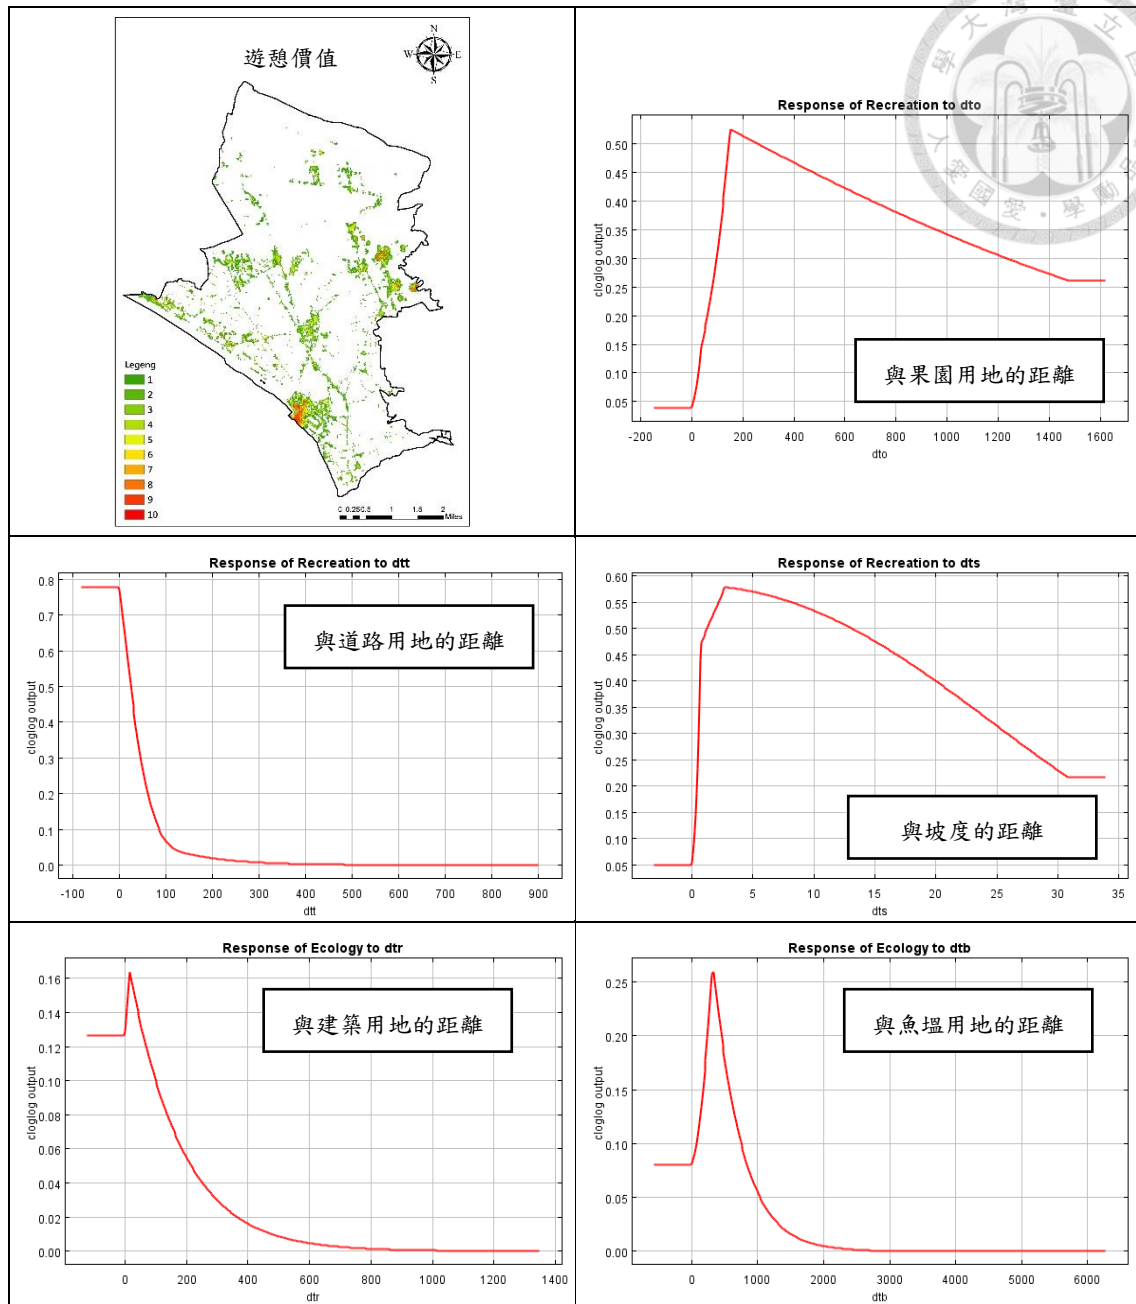 遊憩價值
N
W
E
S
Legeng
1
2
3
4
5
6
7
8
9
10
0 0.250.5 1 1.5 2
Miles
Response of Recreation to dto
cloglog output
0.50
0.45
0.40
0.35
0.30
0.25
0.20
0.15
0.10
0.05
與果園用地的距離
-200 0 200 400 600 800 1000 1200 1400 1600
dto
Response of Recreation to dtt
cloglog output
0.8
0.7
0.6
0.5
0.4
0.3
0.2
0.1
0.0
與道路用地的距離
-100 0 100 200 300 400 500 600 700 800 900
dtt
Response of Recreation to dts
cloglog output
0.60
0.55
0.50
0.45
0.40
0.35
0.30
0.25
0.20
0.15
0.10
0.05
與坡度的距離
0 5 10 15 20 25 30 35
dts
Response of Ecology to dtr
cloglog output
0.16
0.14
0.12
0.10
0.08
0.06
0.04
0.02
0.00
與建築用地的距離
0 200 400 600 800 1000 1200 1400
dtr
Response of Ecology to dtb
cloglog output
0.25
0.20
0.15
0.10
0.05
0.00
與魚塭用地的距離
0 1000 2000 3000 4000 5000 6000
dtb